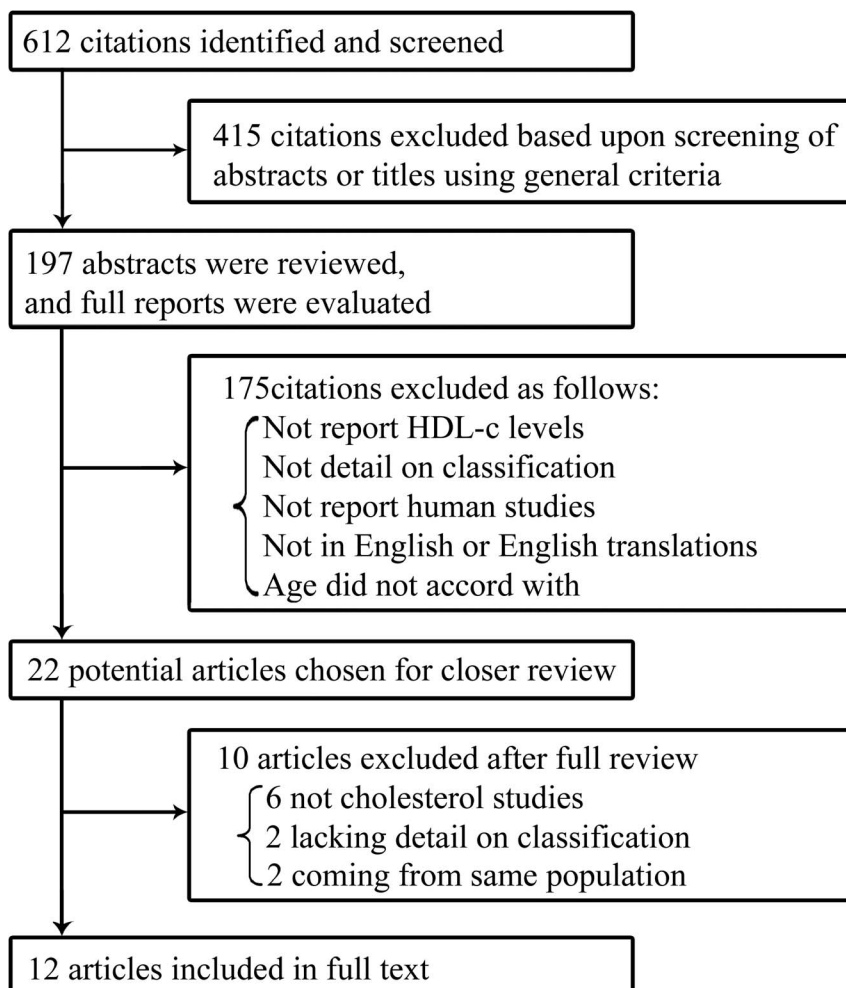 612 citations identified and screened
415 citations excluded based upon screening of
abstracts or titles using general criteria
197 abstracts were reviewed,
and full reports were evaluated
175citations excluded as follows:
Not report HDL-c levels
Not detail on classification
Not report human studies
Not in English or English translations
Age did not accord with
22 potential articles chosen for closer review
10 articles excluded after full review
6 not cholesterol studies
2 lacking detail on classification
2 coming from same population
12 articles included in full text